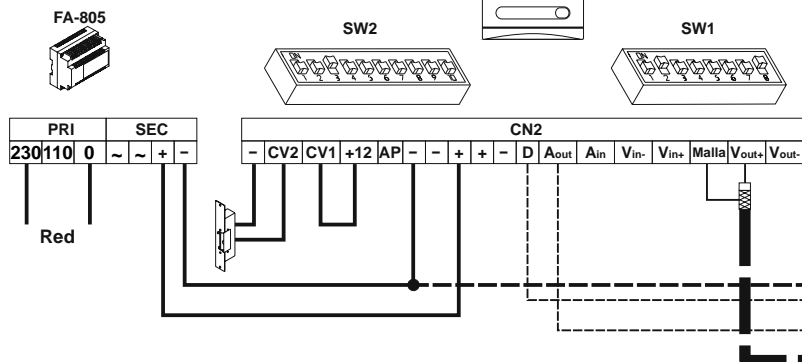 FA-805
SW2
SW1
PRI SEC
230 110 0 ~ ~ + −
CN2
− CV2 CV1 +12 AP − − + + − D Aout Ain Vin- Vin+ Malla Vout+ Vout-
Red